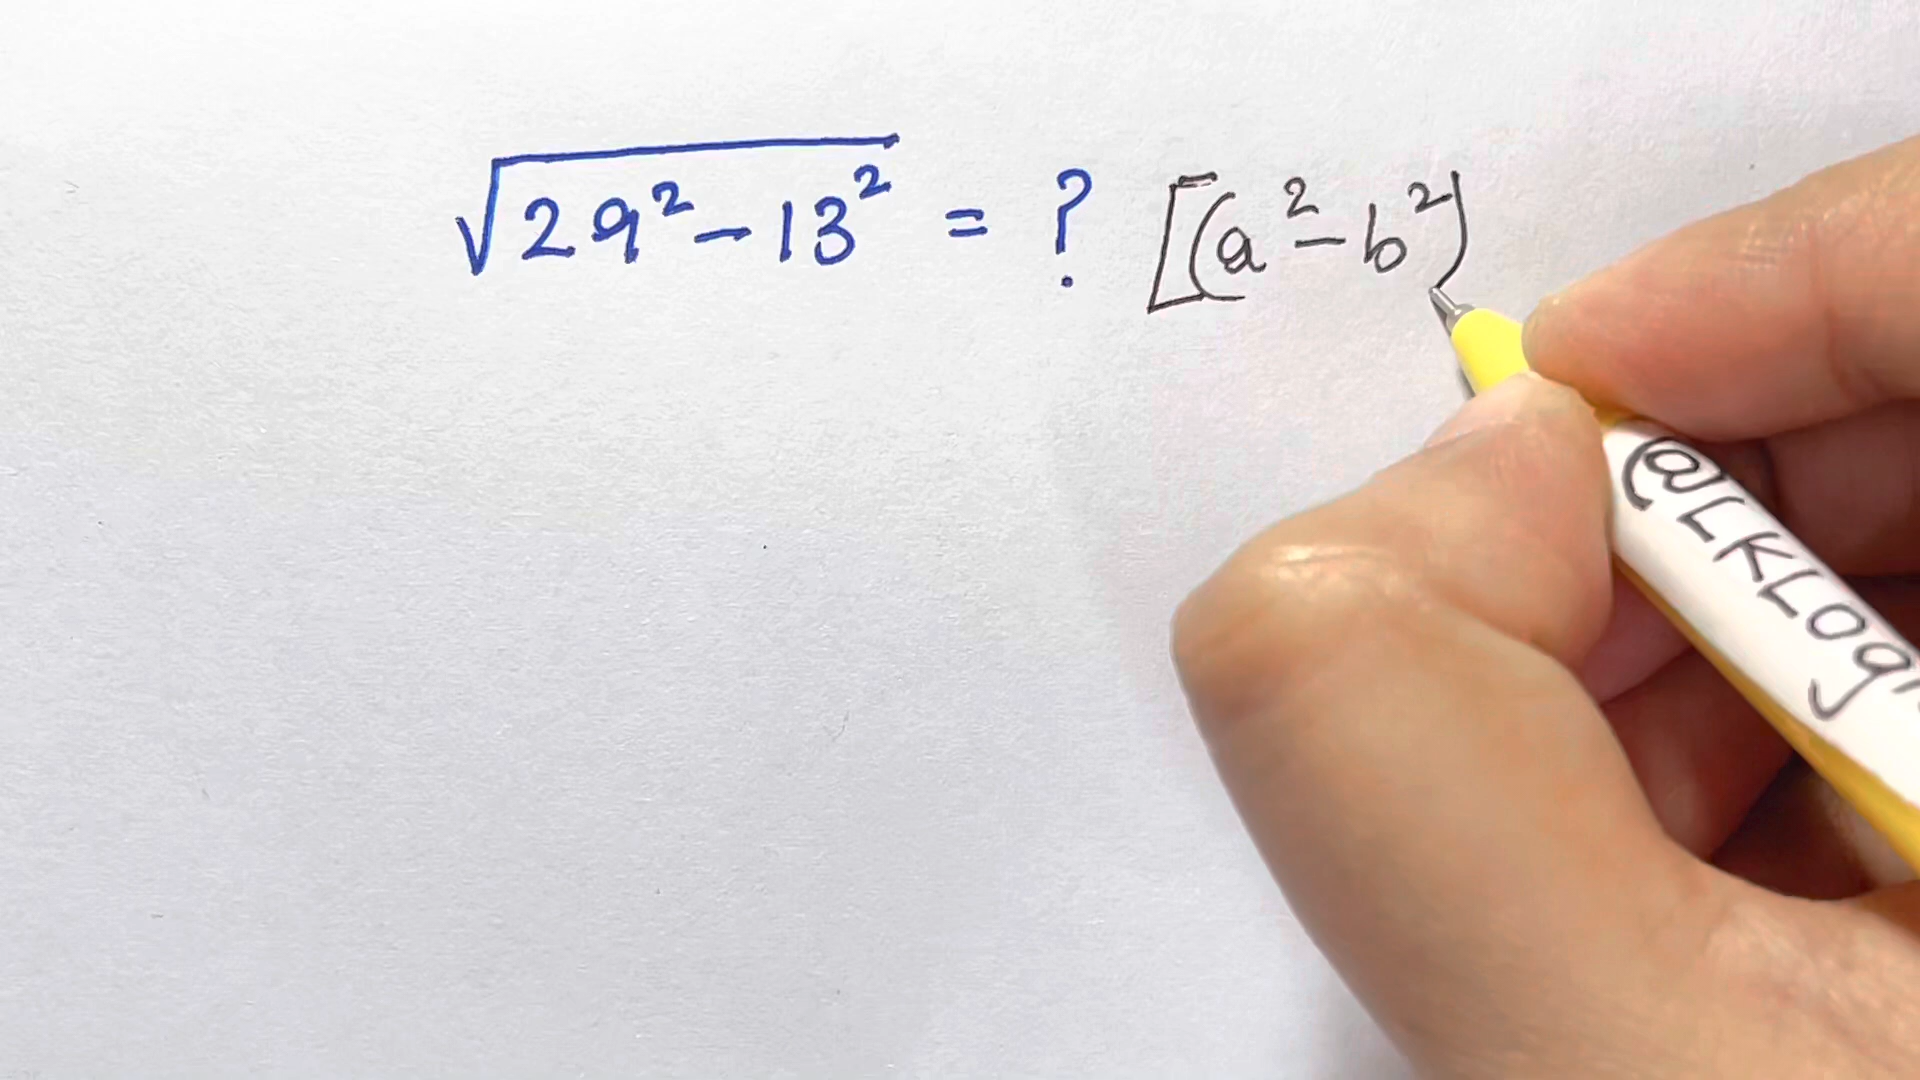 √29² - 13² = ? [(a² - b²)
@LKLog